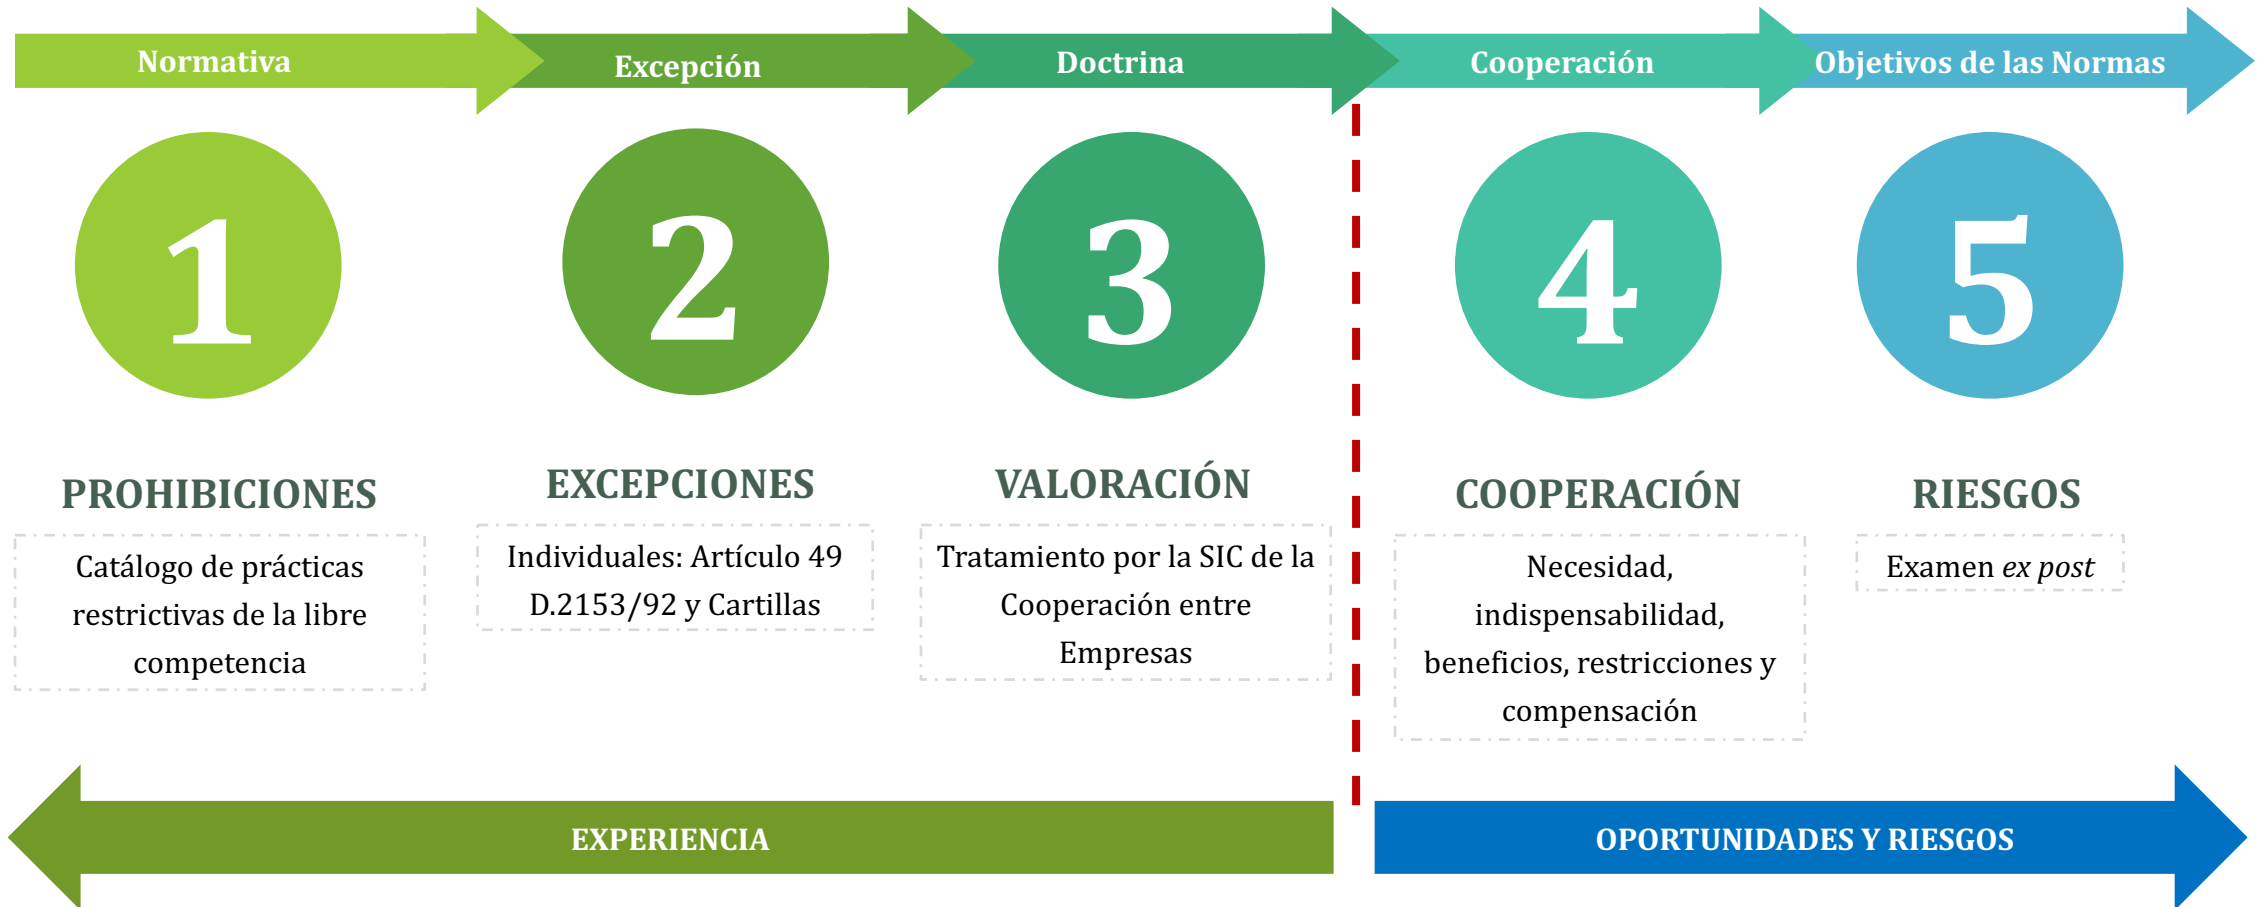 Normativa
Excepción
Doctrina
Cooperación
Objetivos de las Normas
1
2
3
4
5
PROHIBICIONES
Catálogo de prácticas
restrictivas de la libre
competencia
EXCEPCIONES
Individuales: Artículo 49
D.2153/92 y Cartillas
VALORACIÓN
Tratamiento por la SIC de la
Cooperación entre
Empresas
COOPERACIÓN
Necesidad,
indispensabilidad,
beneficios, restricciones y
compensación
RIESGOS
Examen ex post
EXPERIENCIA
OPORTUNIDADES Y RIESGOS